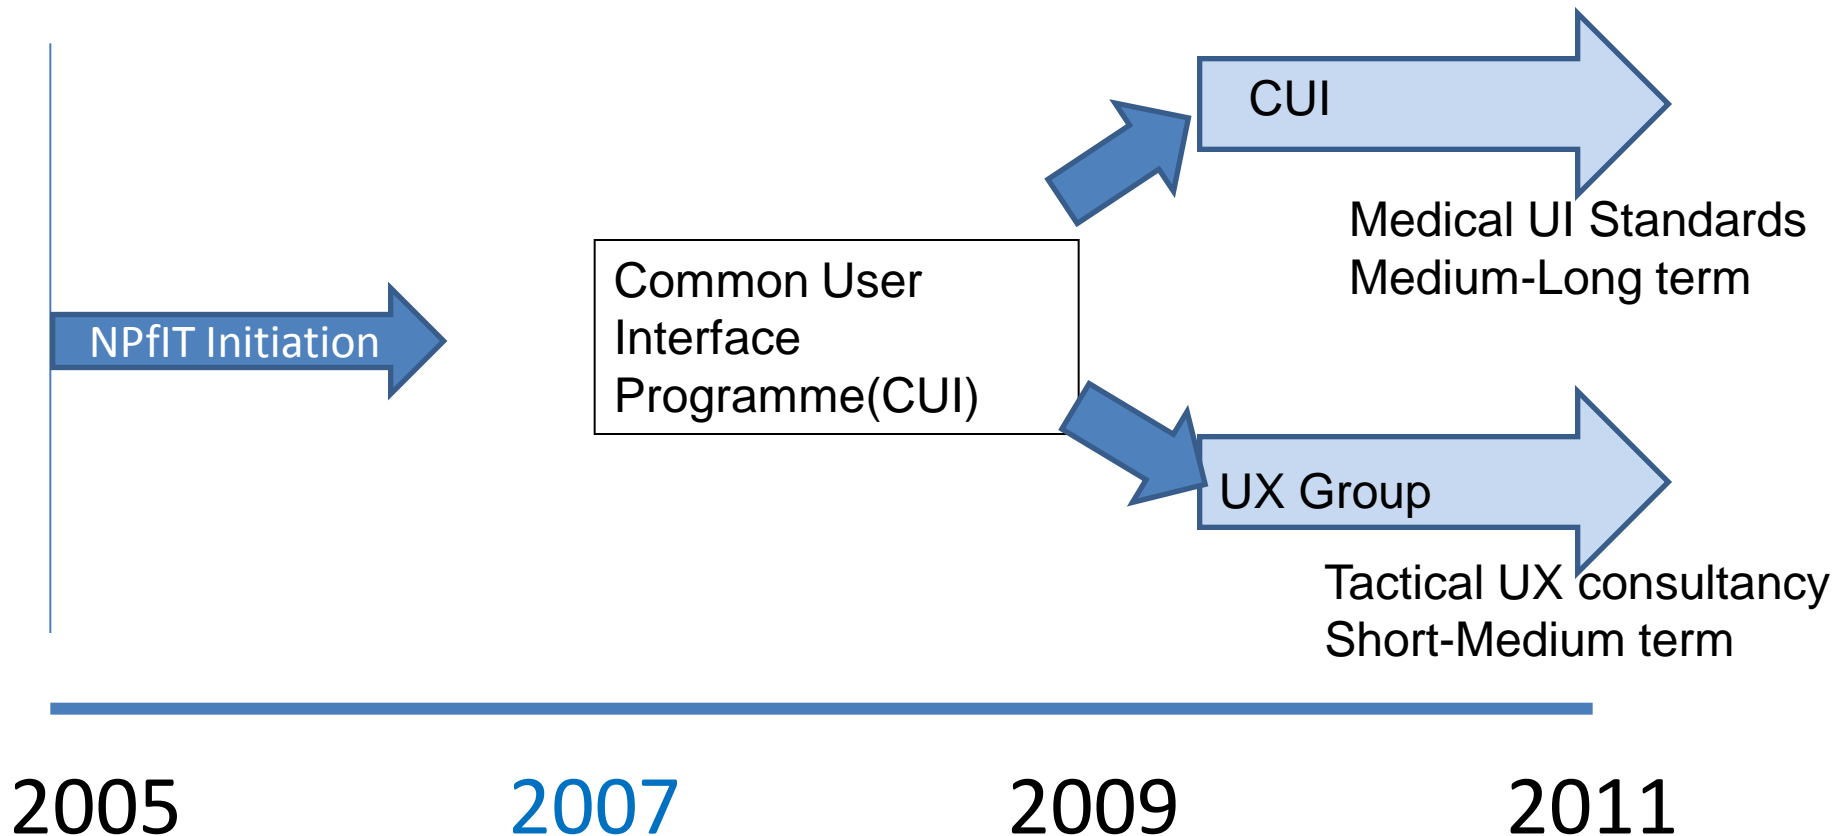 CUI
Medical UI Standards
Medium-Long term
NPfIT Initiation
Common User
Interface
Programme(CUI)
UX Group
Tactical UX consultancy
Short-Medium term
2005
2007
2009
2011